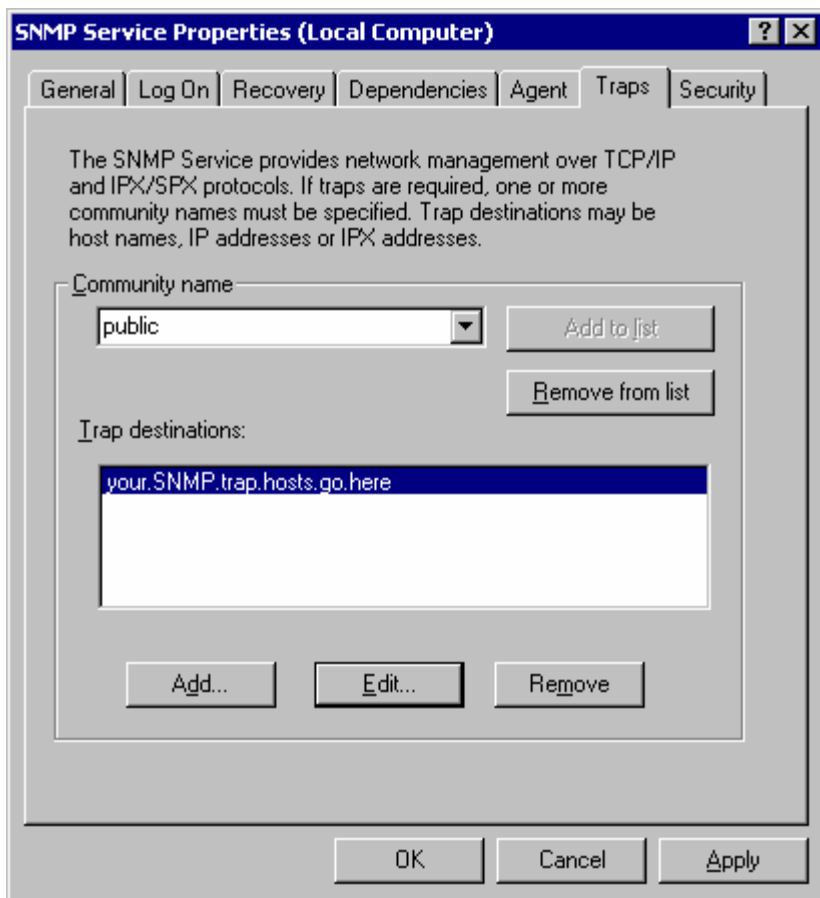 SNMP Service Properties (Local Computer)
General Log On Recovery Dependencies Agent Traps Security
The SNMP Service provides network management over TCP/IP
and IPX/SPX protocols. If traps are required, one or more
community names must be specified. Trap destinations may be
host names, IP addresses or IPX addresses.
Community name
public Add to list
Remove from list
Trap destinations:
your.SNMP.trap.hosts.go.here
Add... Edit... Remove
OK Cancel Apply